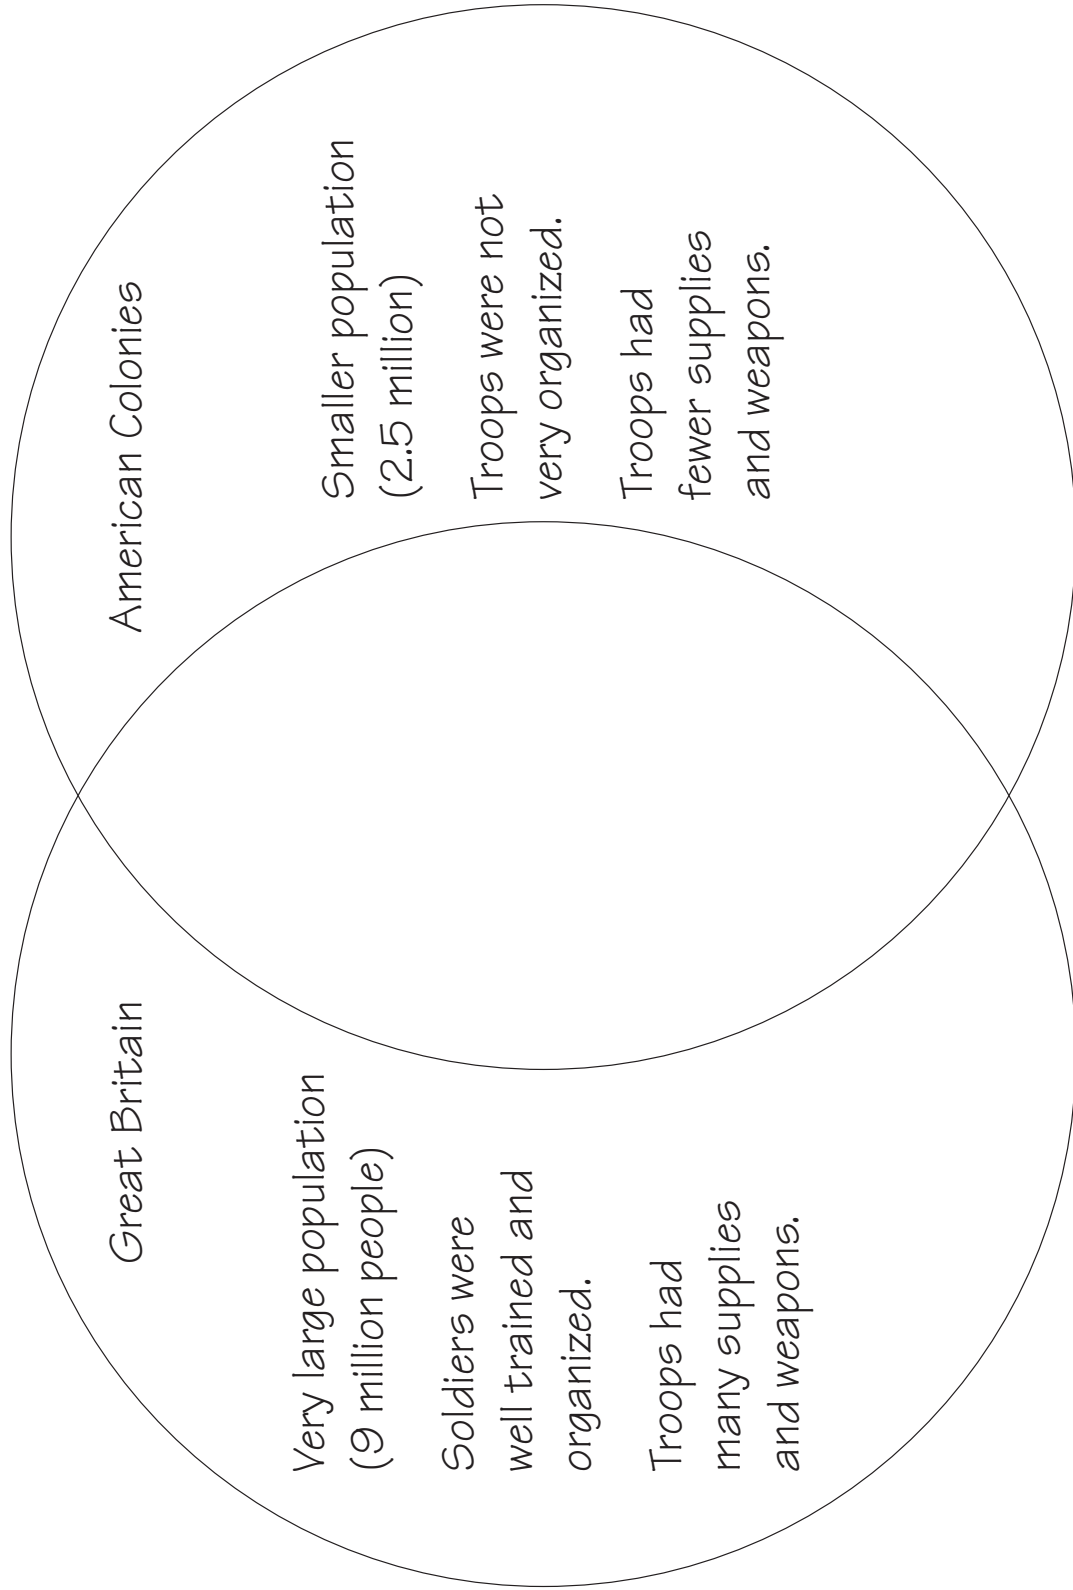 Great Britain
Very large population
(9 million people)
Soldiers were
well trained and
organized.
Troops had
many supplies
and weapons.
American Colonies
Smaller population
(2.5 million)
Troops were not
very organized.
Troops had
fewer supplies
and weapons.